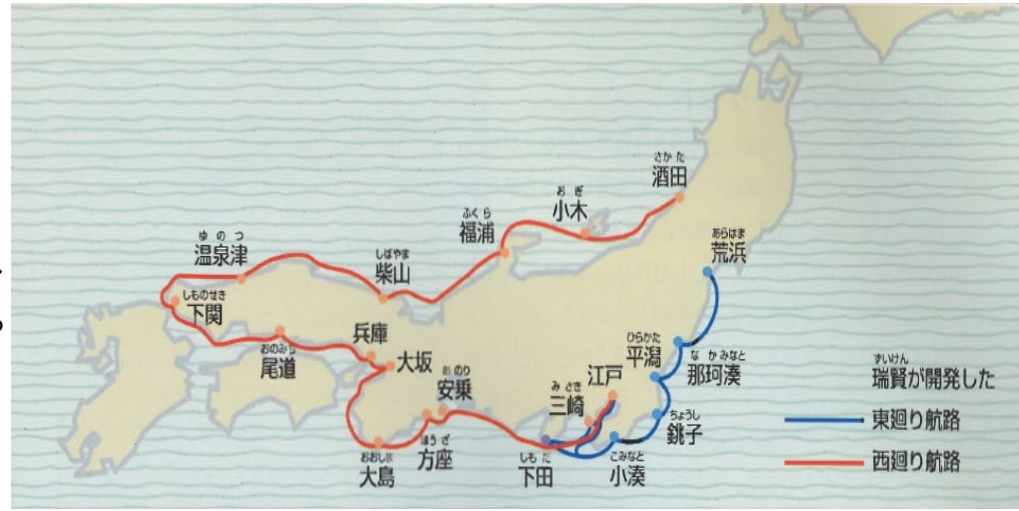 さかた
酒田
おぎ
小木
ふくら
福浦
あらはま
荒浜
ゆのつ
温泉津
しばやま
柴山
しものせき
下関
兵庫
大坂
おのみち
尾道
あのり
安乗
ほうざ
方座
おおしま
大島
江戸
みさき
三崎
しもだ
下田
こみなと
小湊
ひらかた
平潟
なかみなと
那珂湊
ちょうし
銚子
ずいけん
瑞賢が開発した
東廻り航路
西廻り航路